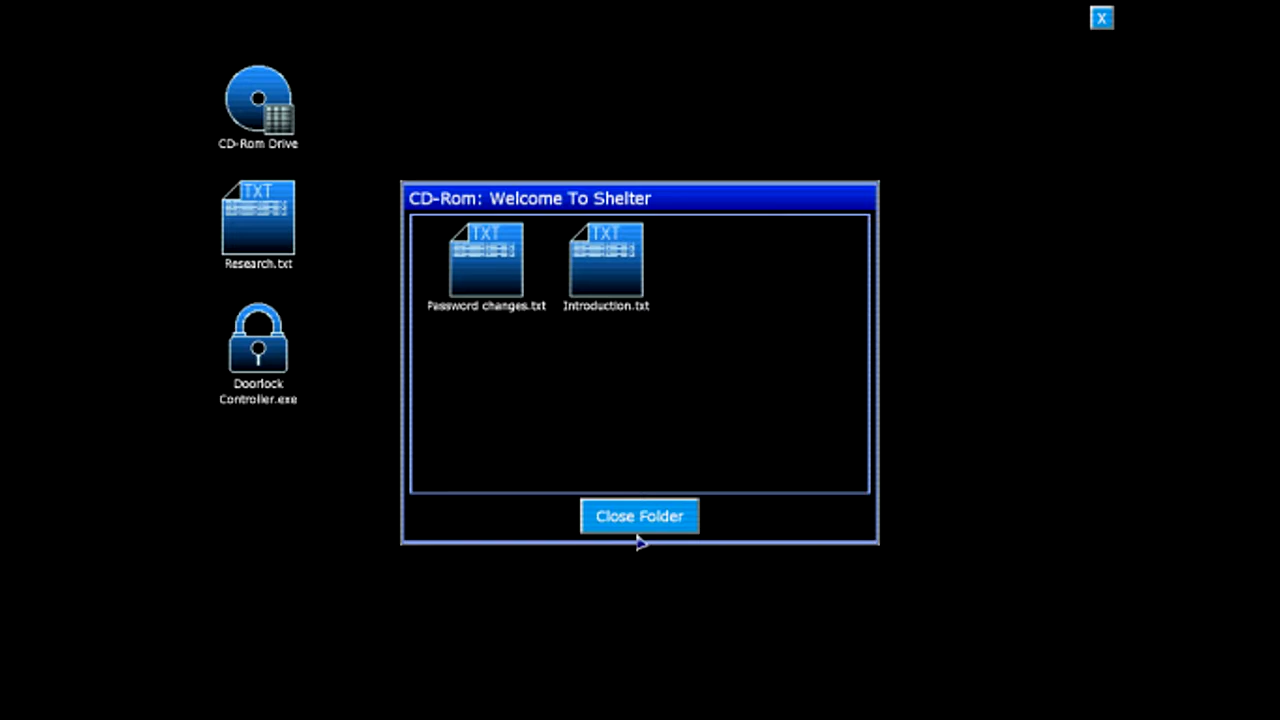 X
CD-Rom Drive
TXT
Research.txt
Doorlock
Controller.exe
CD-Rom: Welcome To Shelter
TXT TXT
Password changes.txt Introduction.txt
Close Folder